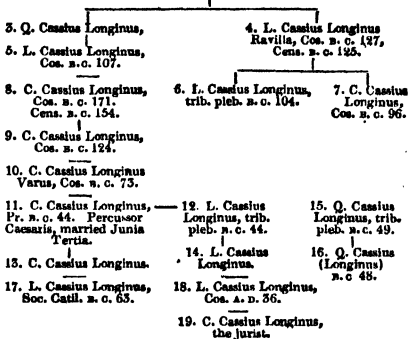 3. Q. Cassius Longinus,
5. L. Cassius Longinus,
Cos. B. C. 107.
8. C. Cassius Longinus,
Cos. B. C. 171.
Cens. B. C. 154.
9. C. Cassius Longinus,
Cos. B. C. 124.
10. C. Cassius Longinus
Varus, Cos. B. C. 73.
11. C. Cassius Longinus,
Pr. B. C. 44. Percussor
Caesaris, married Junia
Tertia.
13. C. Cassius Longinus.
17. L. Cassius Longinus,
Soc. Catil. B. C. 63.
4. L. Cassius Longinus
Ravilla, Cos. B. C. 127,
Cens. B. C. 125.
6. L. Cassius Longinus,
trib. pleb. B. C. 104.
7. C. Cassius
Longinus,
Cos. B. C. 96.
12. L. Cassius
Longinus, trib.
pleb. B. C. 44.
14. L. Cassius
Longinus.
18. L. Cassius Longinus,
Cos. A. D. 36.
19. C. Cassius Longinus,
the jurist.
15. Q. Cassius
Longinus, trib.
pleb. B. C. 49.
16. Q. Cassius
(Longinus)
B. C 48.